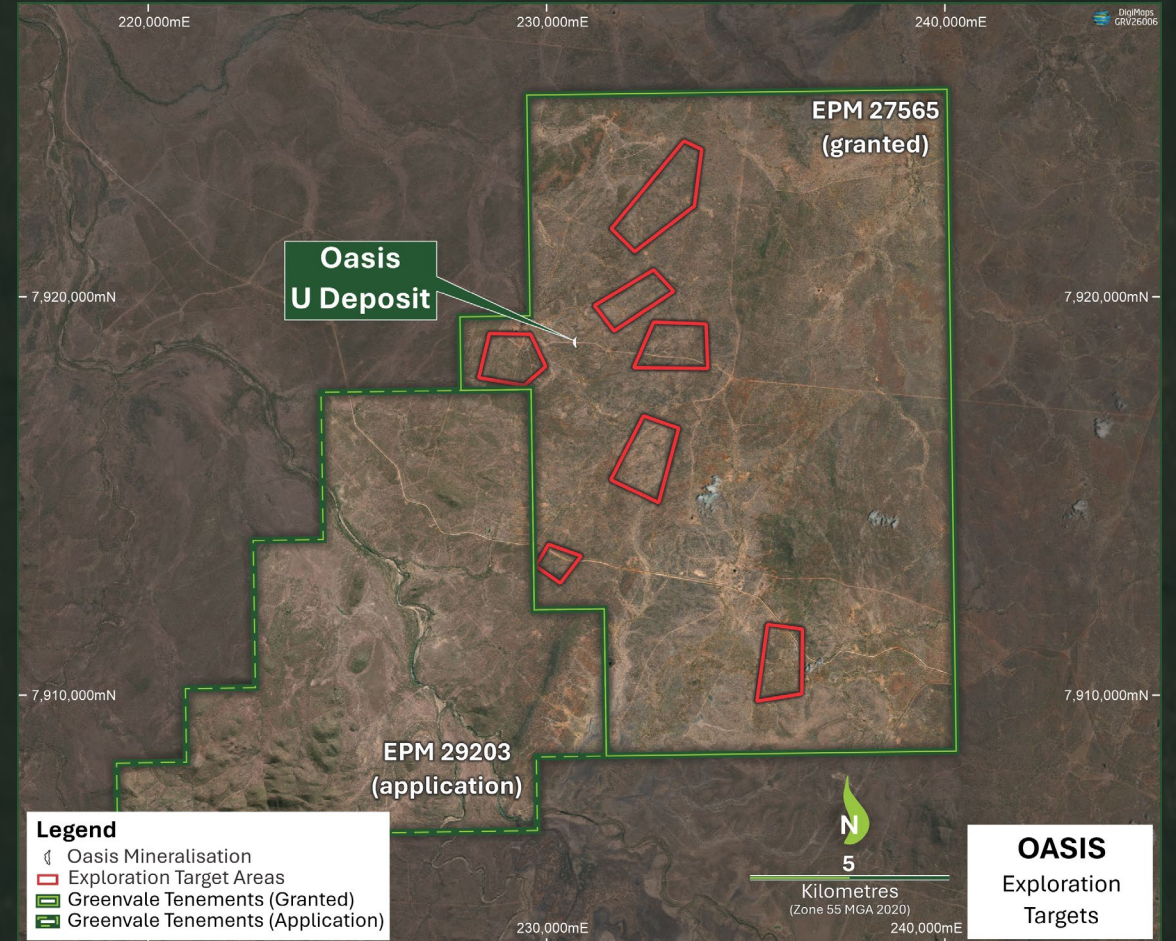 220,000mE
230,000mE
240,000mE
DigiMaps
GRV26006
EPM 27565
(granted)
Oasis
U Deposit
7,920,000mN
7,920,000mN
7,910,000mN
7,910,000mN
EPM 29203
(application)
Legend
Oasis Mineralisation
Exploration Target Areas
Greenvale Tenements (Granted)
Greenvale Tenements (Application)
N
5
Kilometres
(Zone 55 MGA 2020)
OASIS
Exploration
Targets
230,000mE
240,000mE